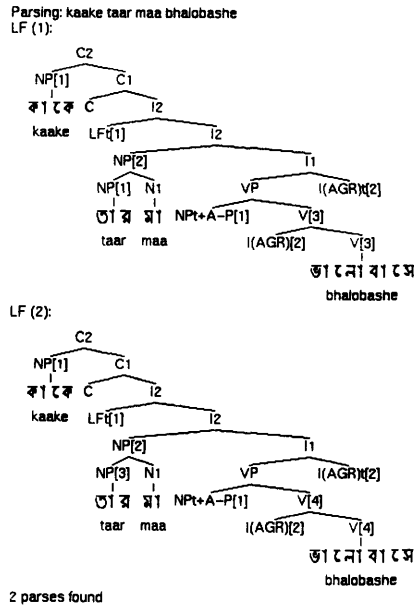 Parsing: kaake taar maa bhalobashe
LF (1):
C2
NP[1] C1
কাকে C I2
kaake LFt[1] I2
NP[2] I1
NP[1] N1 VP I(AGR)t[2]
তার মা NPt+A-P[1] V[3]
taar maa I(AGR)[2] V[3]
ভালোবাসে
bhalobashe
LF (2):
C2
NP[1] C1
কাকে C I2
kaake LFt[1] I2
NP[2] I1
NP[3] N1 VP I(AGR)t[2]
তার মা NPt+A-P[1] V[4]
taar maa I(AGR)[2] V[4]
ভালোবাসে
bhalobashe
2 parses found